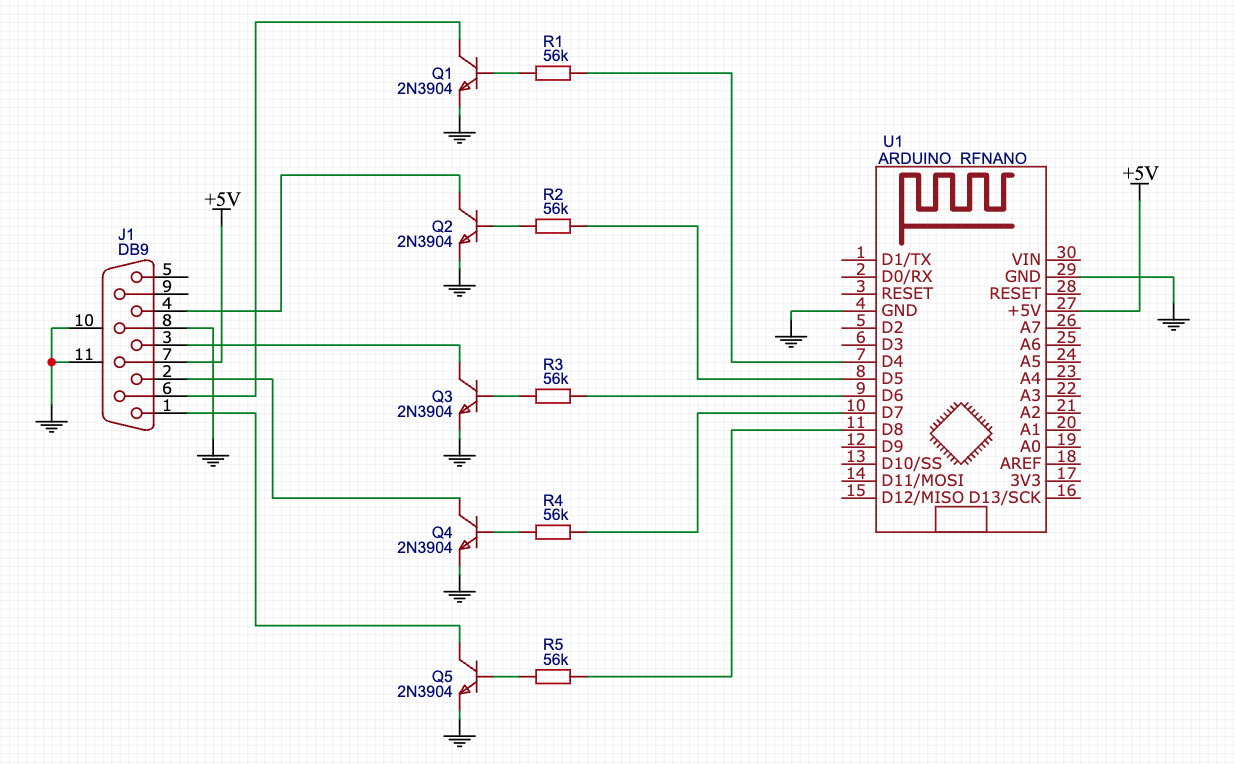 R1
56k
Q1
2N3904
U1
ARDUINO RFNANO
R2
56k
Q2
2N3904
+5V
+5V
J1
DB9
5
9
4
8
3
7
2
6
1
10
11
R3
56k
Q3
2N3904
R4
56k
Q4
2N3904
R5
56k
Q5
2N3904
1 D1/TX VIN 30
2 D0/RX GND 29
3 RESET RESET 28
4 GND +5V 27
5 D2 A7 26
6 D3 A6 25
7 D4 A5 24
8 D5 A4 23
9 D6 A3 22
10 D7 A2 21
11 D8 A1 20
12 D9 A0 19
13 D10/SS AREF 18
14 D11/MOSI 3V3 17
15 D12/MISO D13/SCK 16